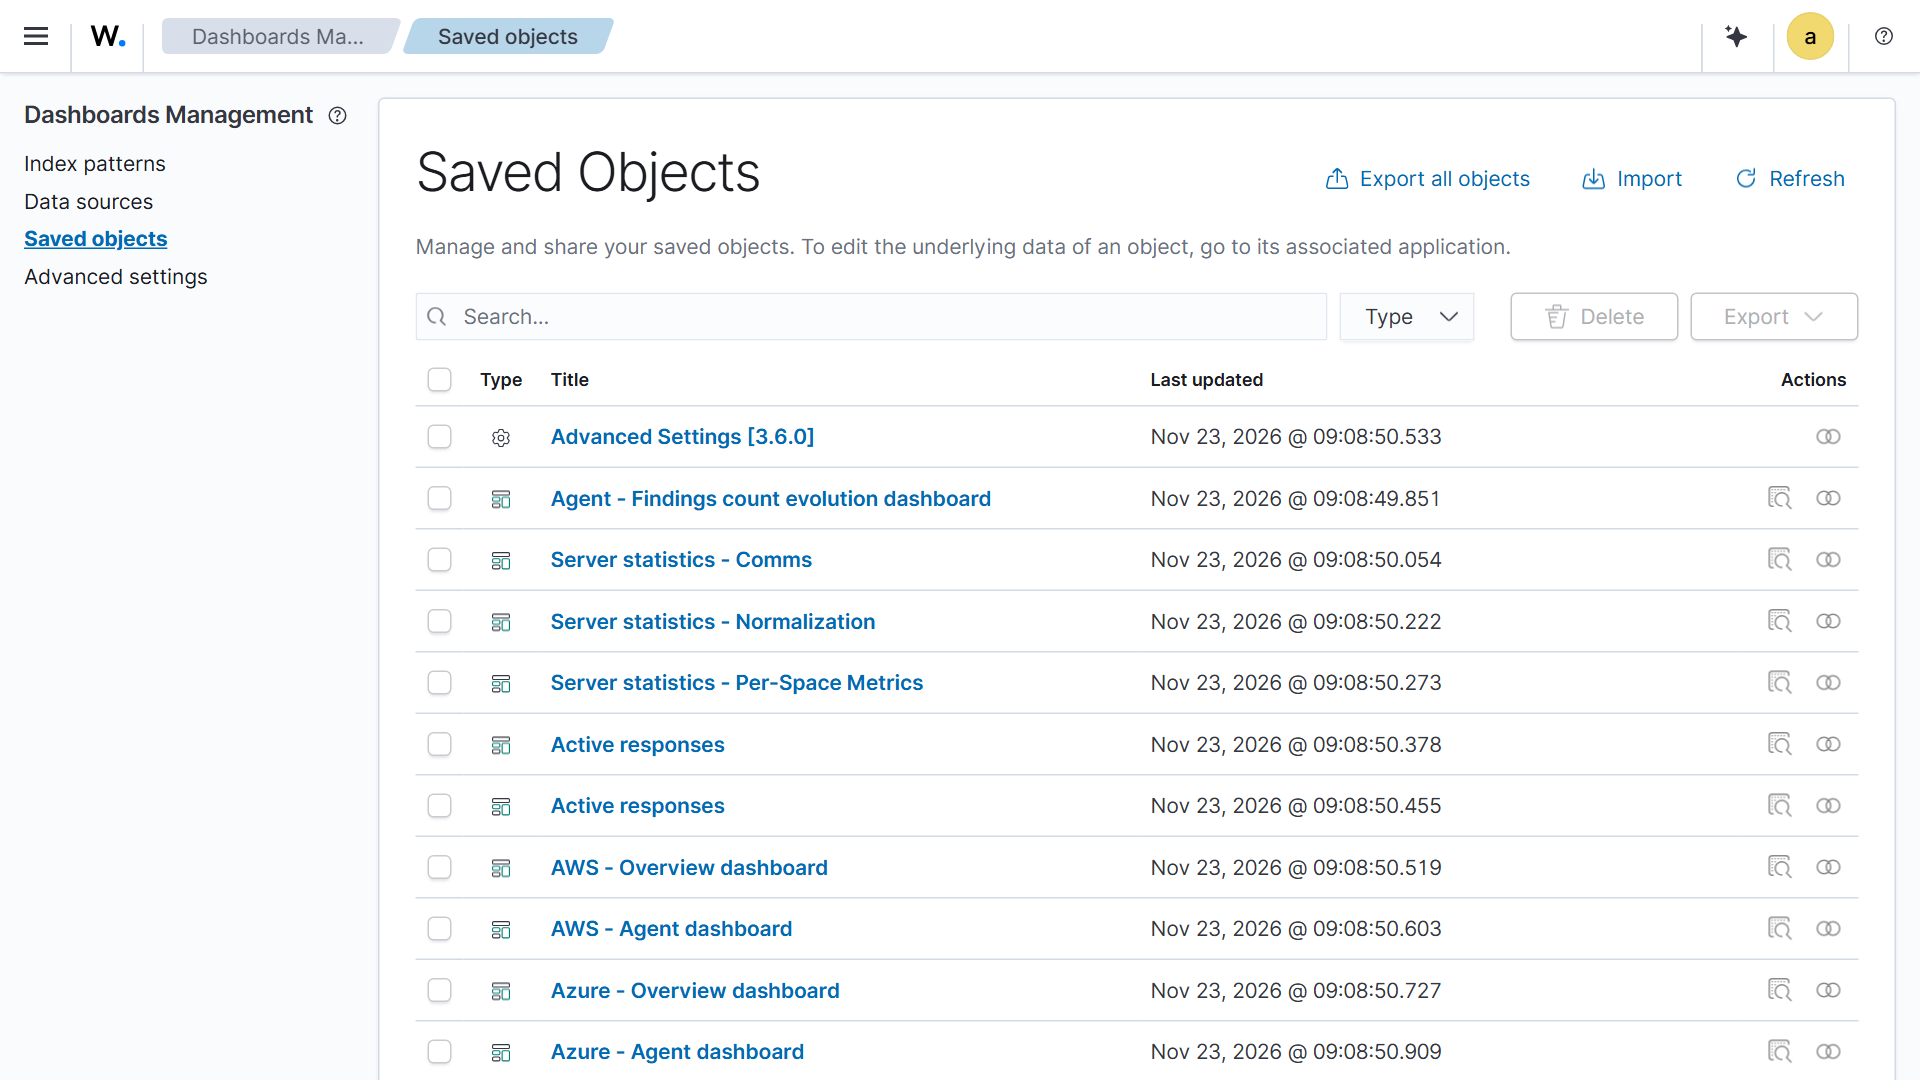 W.
Dashboards Ma...
Saved objects
a
Dashboards Management
Index patterns
Data sources
Saved objects
Advanced settings
Saved Objects
Export all objects
Import
Refresh
Manage and share your saved objects. To edit the underlying data of an object, go to its associated application.
Search...
Type
Delete
Export
Type Title Last updated Actions
Advanced Settings [3.6.0] Nov 23, 2026 @ 09:08:50.533
Agent - Findings count evolution dashboard Nov 23, 2026 @ 09:08:49.851
Server statistics - Comms Nov 23, 2026 @ 09:08:50.054
Server statistics - Normalization Nov 23, 2026 @ 09:08:50.222
Server statistics - Per-Space Metrics Nov 23, 2026 @ 09:08:50.273
Active responses Nov 23, 2026 @ 09:08:50.378
Active responses Nov 23, 2026 @ 09:08:50.455
AWS - Overview dashboard Nov 23, 2026 @ 09:08:50.519
AWS - Agent dashboard Nov 23, 2026 @ 09:08:50.603
Azure - Overview dashboard Nov 23, 2026 @ 09:08:50.727
Azure - Agent dashboard Nov 23, 2026 @ 09:08:50.909